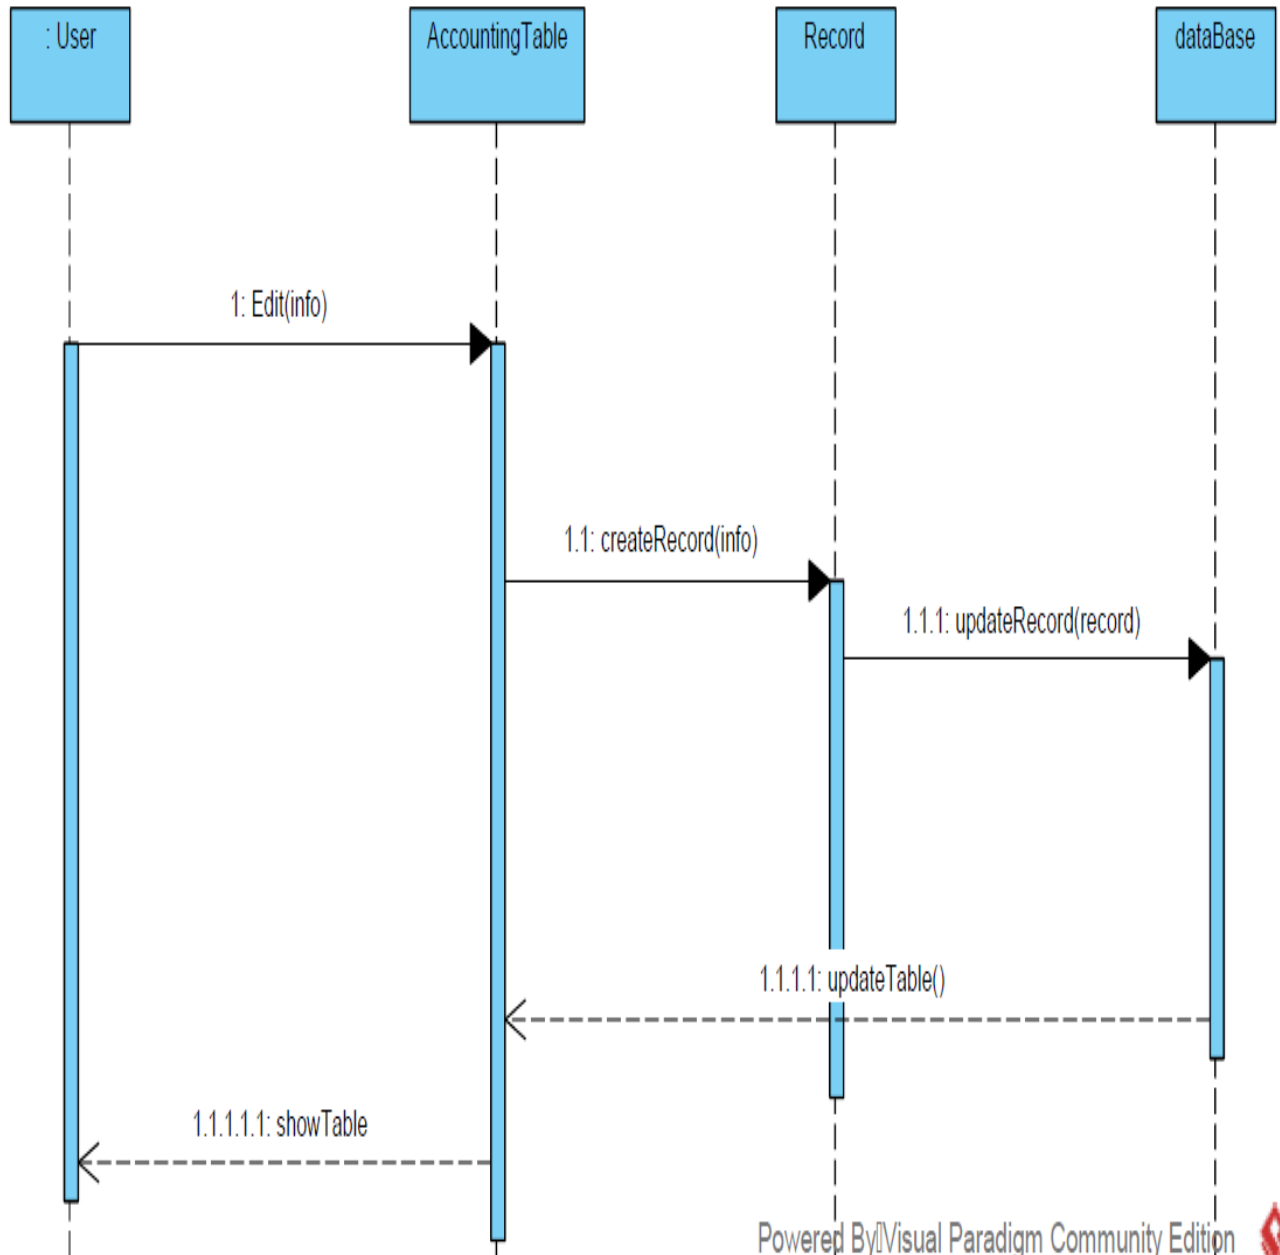 : User
AccountingTable
Record
dataBase
1: Edit(info)
1.1: createRecord(info)
1.1.1: updateRecord(record)
1.1.1.1: updateTable()
1.1.1.1.1: showTable
Powered By Visual Paradigm Community Edition